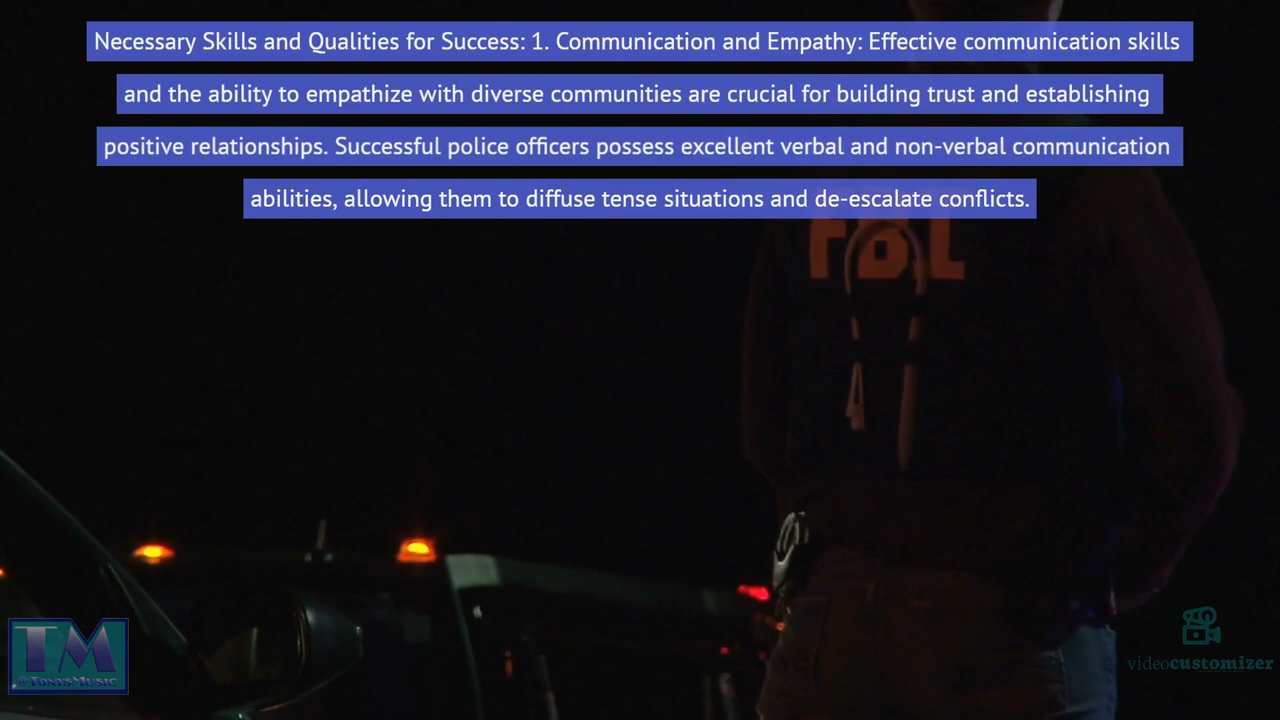 Necessary Skills and Qualities for Success: 1. Communication and Empathy: Effective communication skills
and the ability to empathize with diverse communities are crucial for building trust and establishing
positive relationships. Successful police officers possess excellent verbal and non-verbal communication
abilities, allowing them to diffuse tense situations and de-escalate conflicts.
FBI
TM
@TonysMusic
videocustomizer